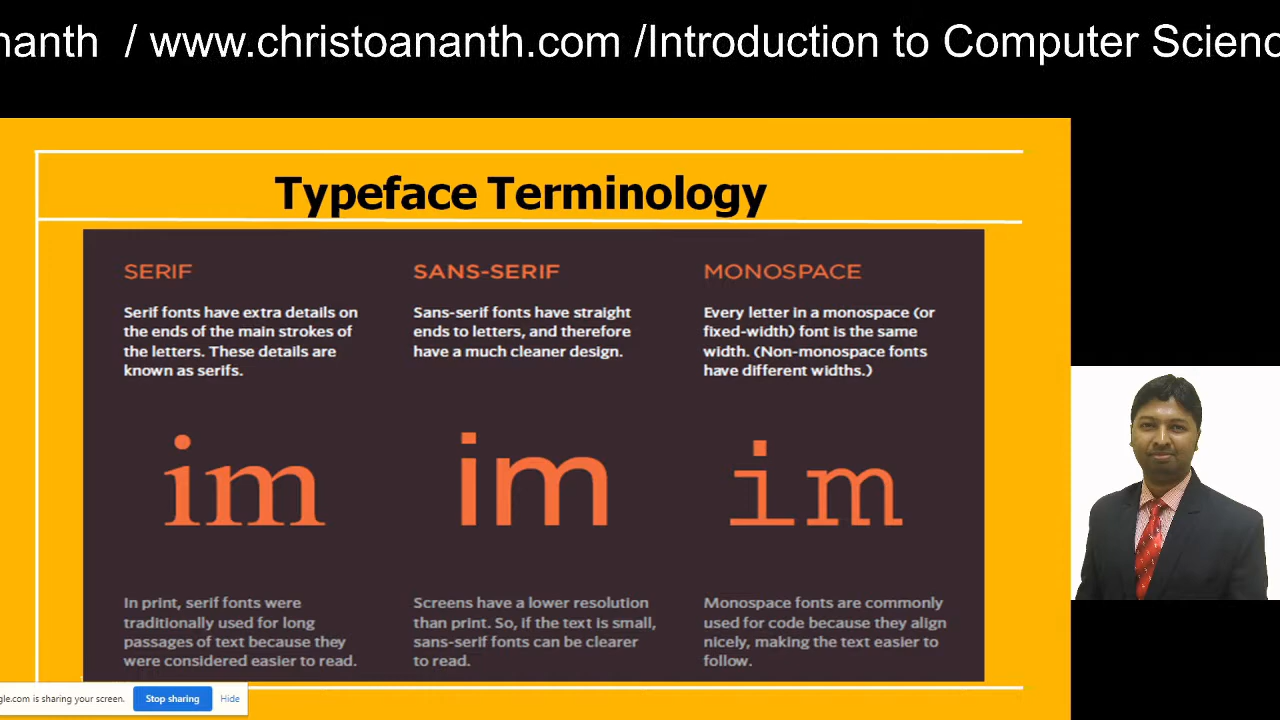 nanth / www.christoananth.com /Introduction to Computer Scienc
Typeface Terminology
SERIF
Serif fonts have extra details on
the ends of the main strokes of
the letters. These details are
known as serifs.
im
In print, serif fonts were
traditionally used for long
passages of text because they
were considered easier to read.
SANS-SERIF
Sans-serif fonts have straight
ends to letters, and therefore
have a much cleaner design.
im
Screens have a lower resolution
than print. So, if the text is small,
sans-serif fonts can be clearer
to read.
MONOSPACE
Every letter in a monospace (or
fixed-width) font is the same
width. (Non-monospace fonts
have different widths.)
im
Monospace fonts are commonly
used for code because they align
nicely, making the text easier to
follow.
gle.com is sharing your screen. Stop sharing Hide